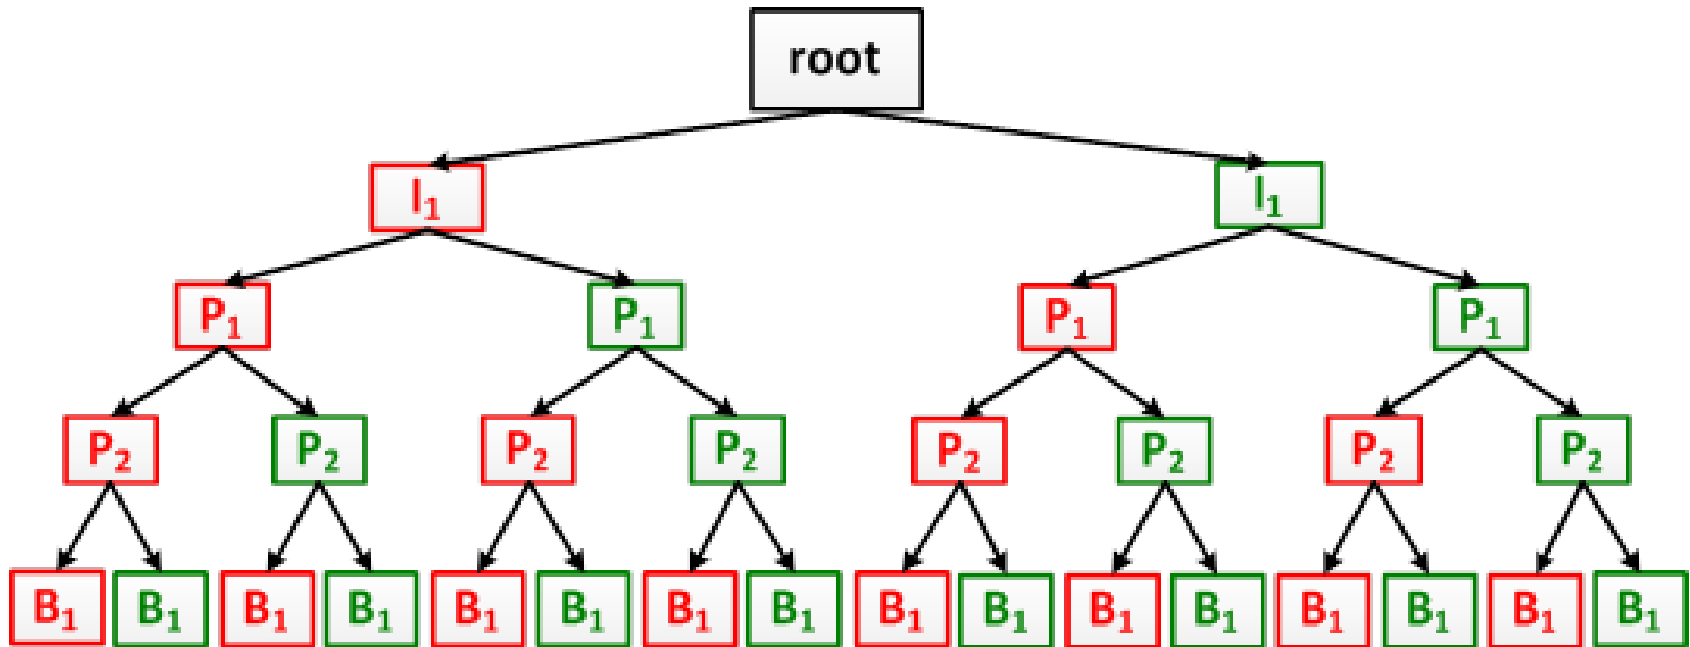 root
I₁ I₁
P₁ P₁ P₁ P₁
P₂ P₂ P₂ P₂ P₂ P₂ P₂ P₂
B₁ B₁ B₁ B₁ B₁ B₁ B₁ B₁ B₁ B₁ B₁ B₁ B₁ B₁ B₁ B₁